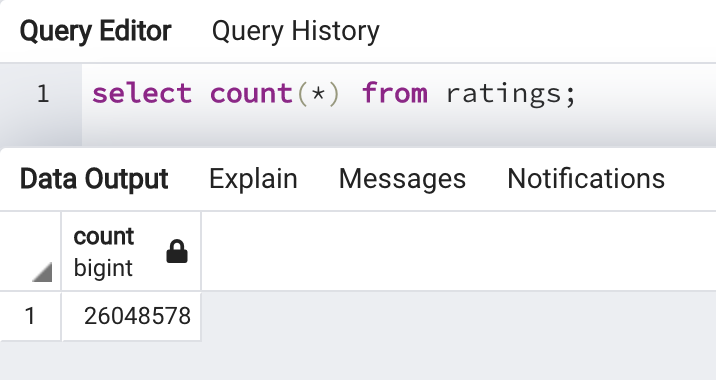 Query Editor Query History
1 select count(*) from ratings;
Data Output Explain Messages Notifications
count
bigint
1 26048578